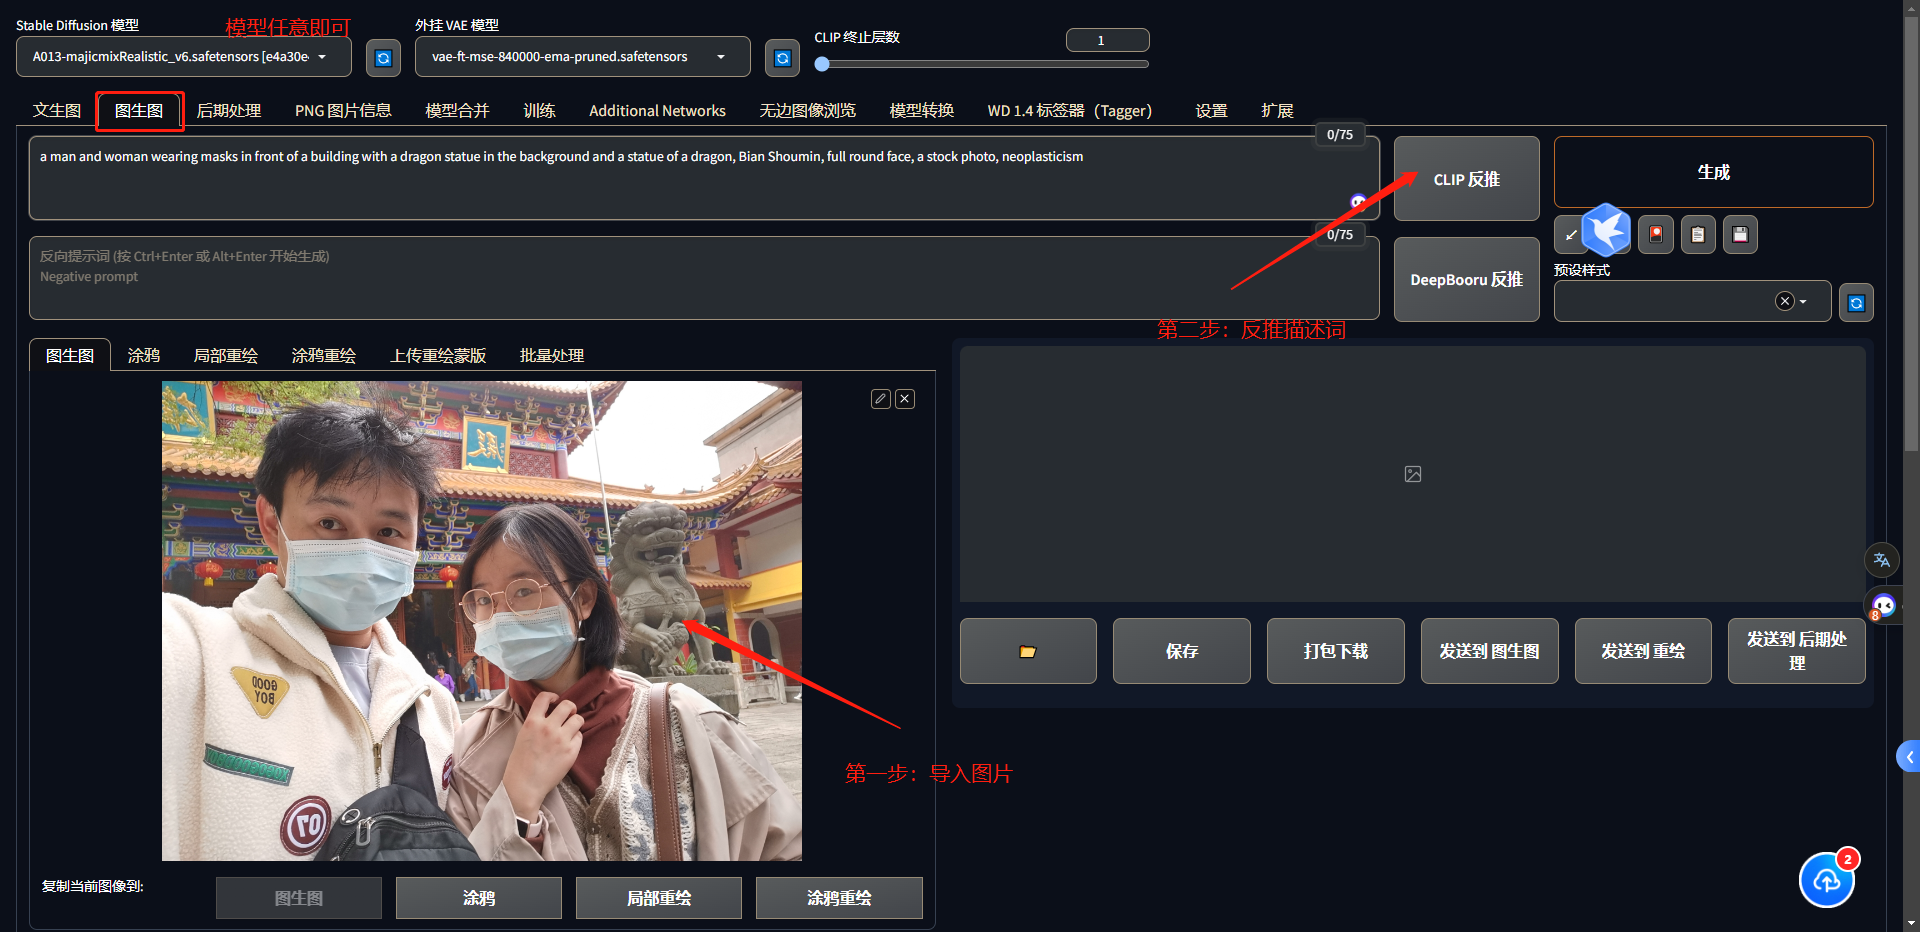 Stable Diffusion 模型
模型任意即可
外挂 VAE 模型
CLIP 终止层数
1
A013-majicmixRealistic_v6.safetensors [e4a30e
vae-ft-mse-840000-ema-pruned.safetensors
文生图
图生图
后期处理
PNG 图片信息
模型合并
训练
Additional Networks
无边图像浏览
模型转换
WD 1.4 标签器（Tagger）
设置
扩展
0/75
a man and woman wearing masks in front of a building with a dragon statue in the background and a statue of a dragon, Bian Shoumin, full round face, a stock photo, neoplasticism
CLIP 反推
生成
0/75
反向提示词 (按 Ctrl+Enter 或 Alt+Enter 开始生成)
Negative prompt
DeepBooru 反推
预设样式
第二步：反推描述词
图生图
涂鸦
局部重绘
涂鸦重绘
上传重绘蒙版
批量处理
GOOD
BOY
07
第一步：导入图片
保存
打包下载
发送到 图生图
发送到 重绘
发送到 后期处
理
8
2
复制当前图像到:
图生图
涂鸦
局部重绘
涂鸦重绘